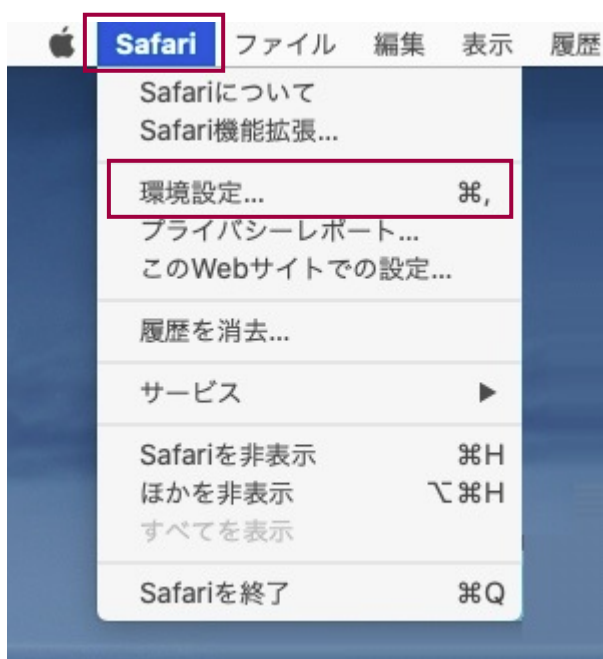 Safari ファイル 編集 表示 履歴
Safariについて
Safari機能拡張...
環境設定... ⌘,
プライバシーレポート...
このWebサイトでの設定...
履歴を消去...
サービス ▶
Safariを非表示 ⌘H
ほかを非表示 ⌥⌘H
すべてを表示
Safariを終了 ⌘Q